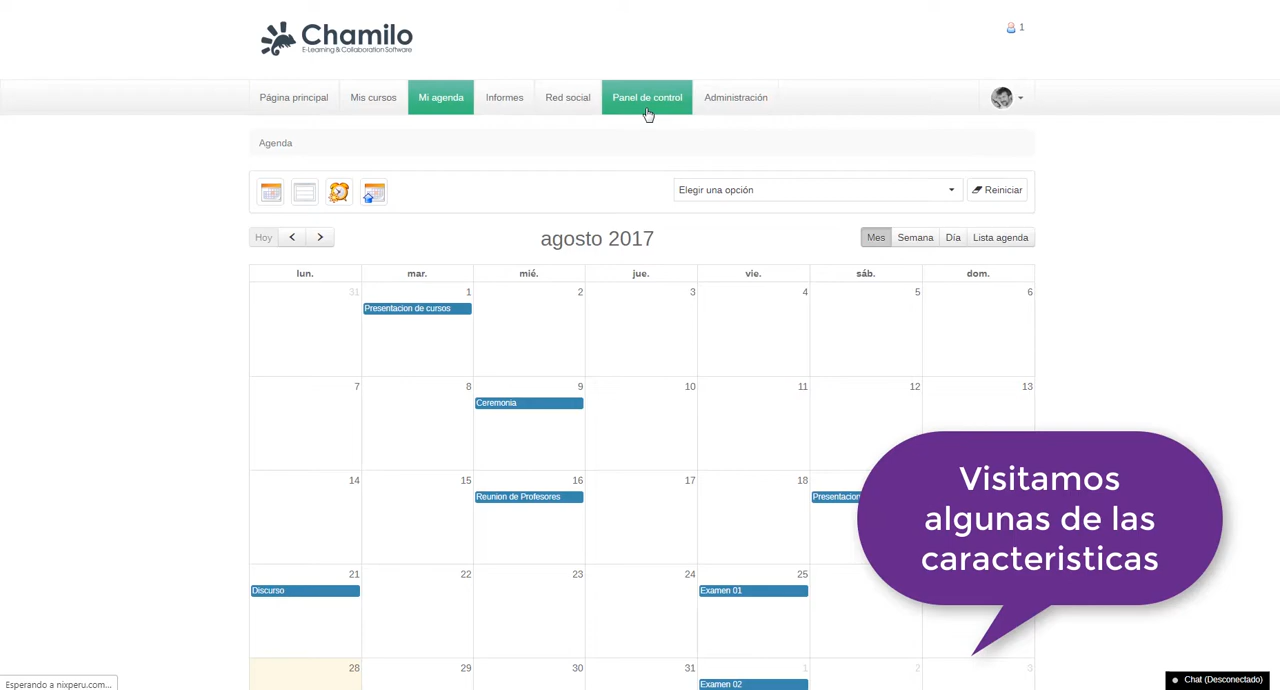 Chamilo
E-Learning & Collaboration Software
1
Página principal
Mis cursos
Mi agenda
Informes
Red social
Panel de control
Administración
Agenda
Elegir una opción
Reiniciar
Hoy
agosto 2017
Mes
Semana
Día
Lista agenda
lun. mar. mié. jue. vie. sáb. dom.
31 1 2 3 4 5 6
Presentacion de cursos
7 8 9 10 11 12 13
Ceremonia
14 15 16 17 18
Reunion de Profesores
Presentacion
21 22 23 24 25
Discurso
Examen 01
28 29 30 31 1 2 3
Examen 02
Visitamos
algunas de las
caracteristicas
Esperando a nixperu.com...
Chat (Desconectado)